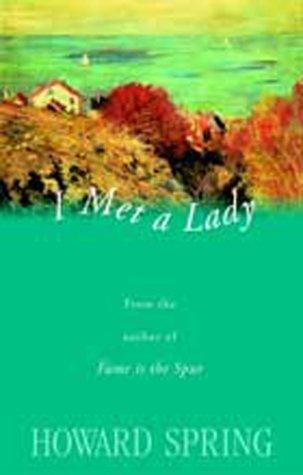 I Met a Lady
From the
author of
Fame is the Spur
HOWARD SPRING